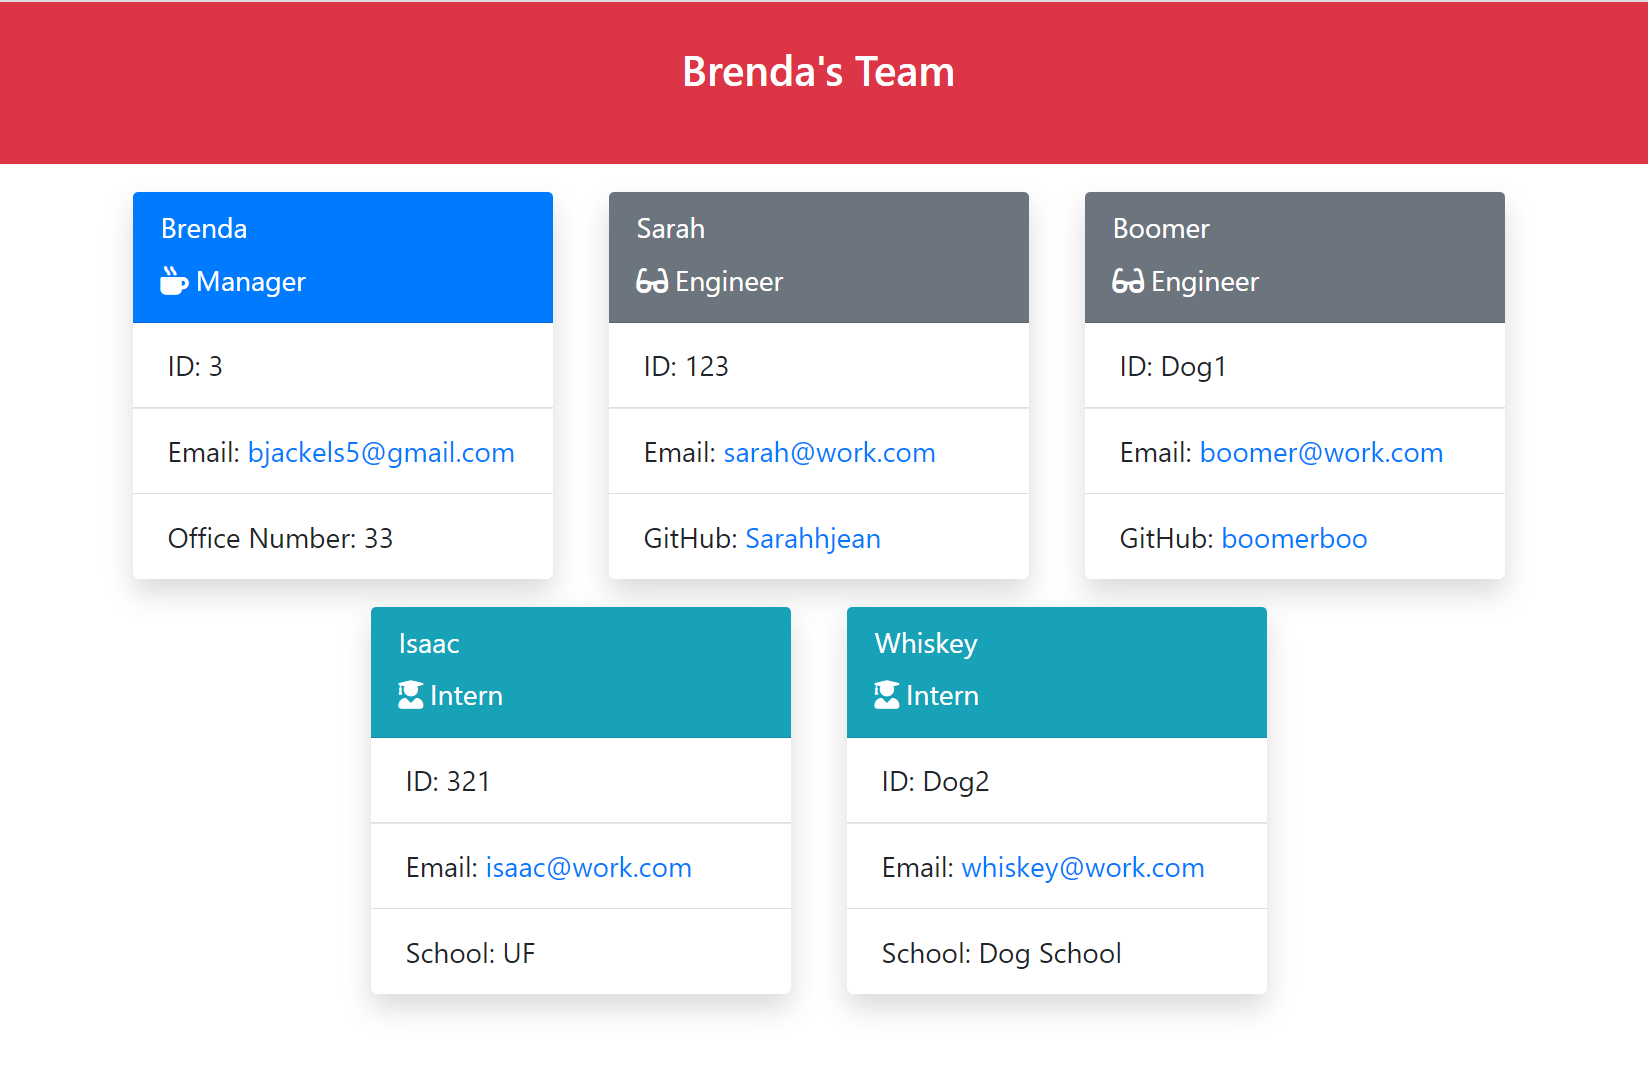 Brenda's Team
Brenda
Manager
ID: 3
Email: bjackels5@gmail.com
Office Number: 33
Sarah
Engineer
ID: 123
Email: sarah@work.com
GitHub: Sarahhjean
Boomer
Engineer
ID: Dog1
Email: boomer@work.com
GitHub: boomerboo
Isaac
Intern
ID: 321
Email: isaac@work.com
School: UF
Whiskey
Intern
ID: Dog2
Email: whiskey@work.com
School: Dog School